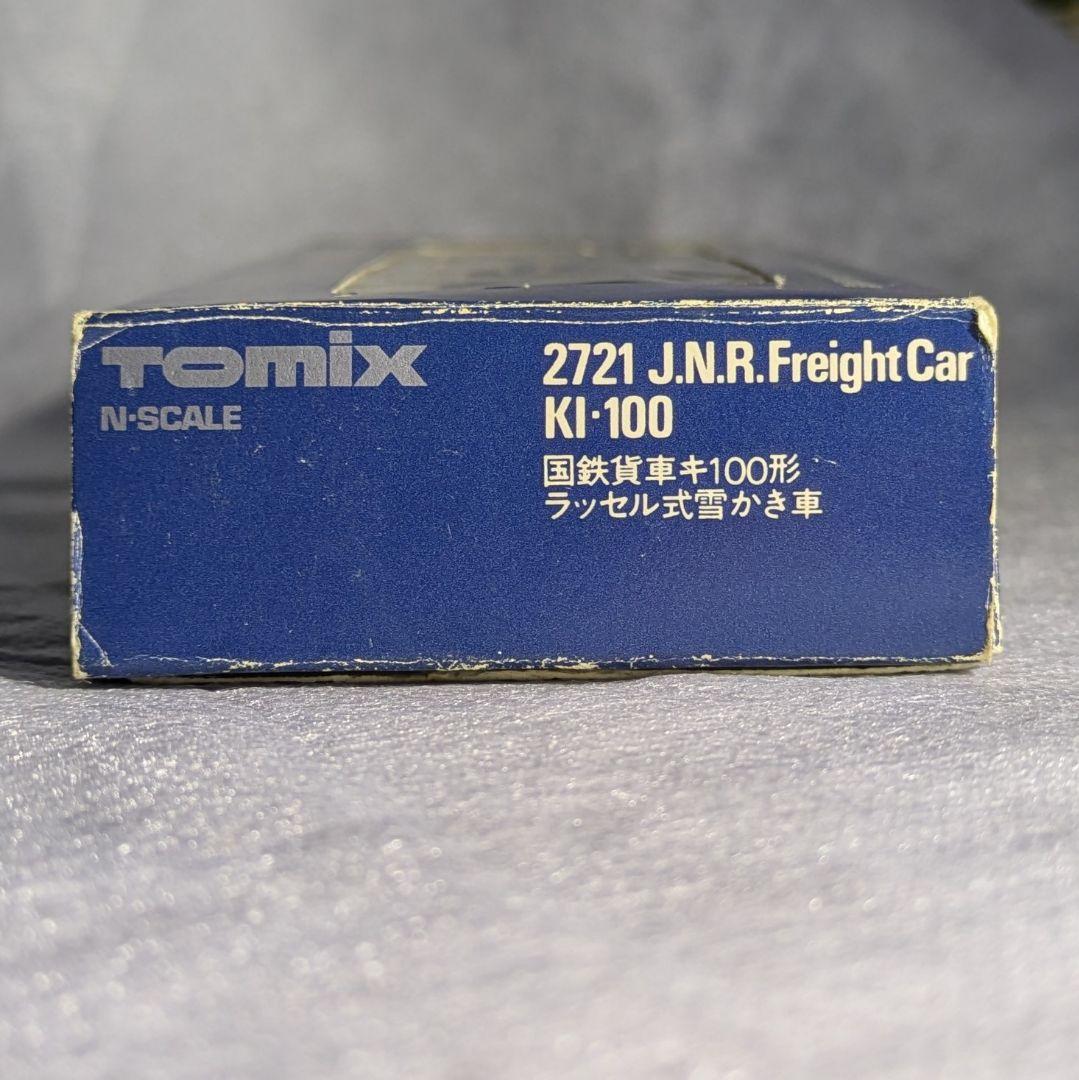 TOMIX
N·SCALE
2721 J.N.R.Freight Car
KI·100
国鉄貨車キ100形
ラッセル式雪かき車